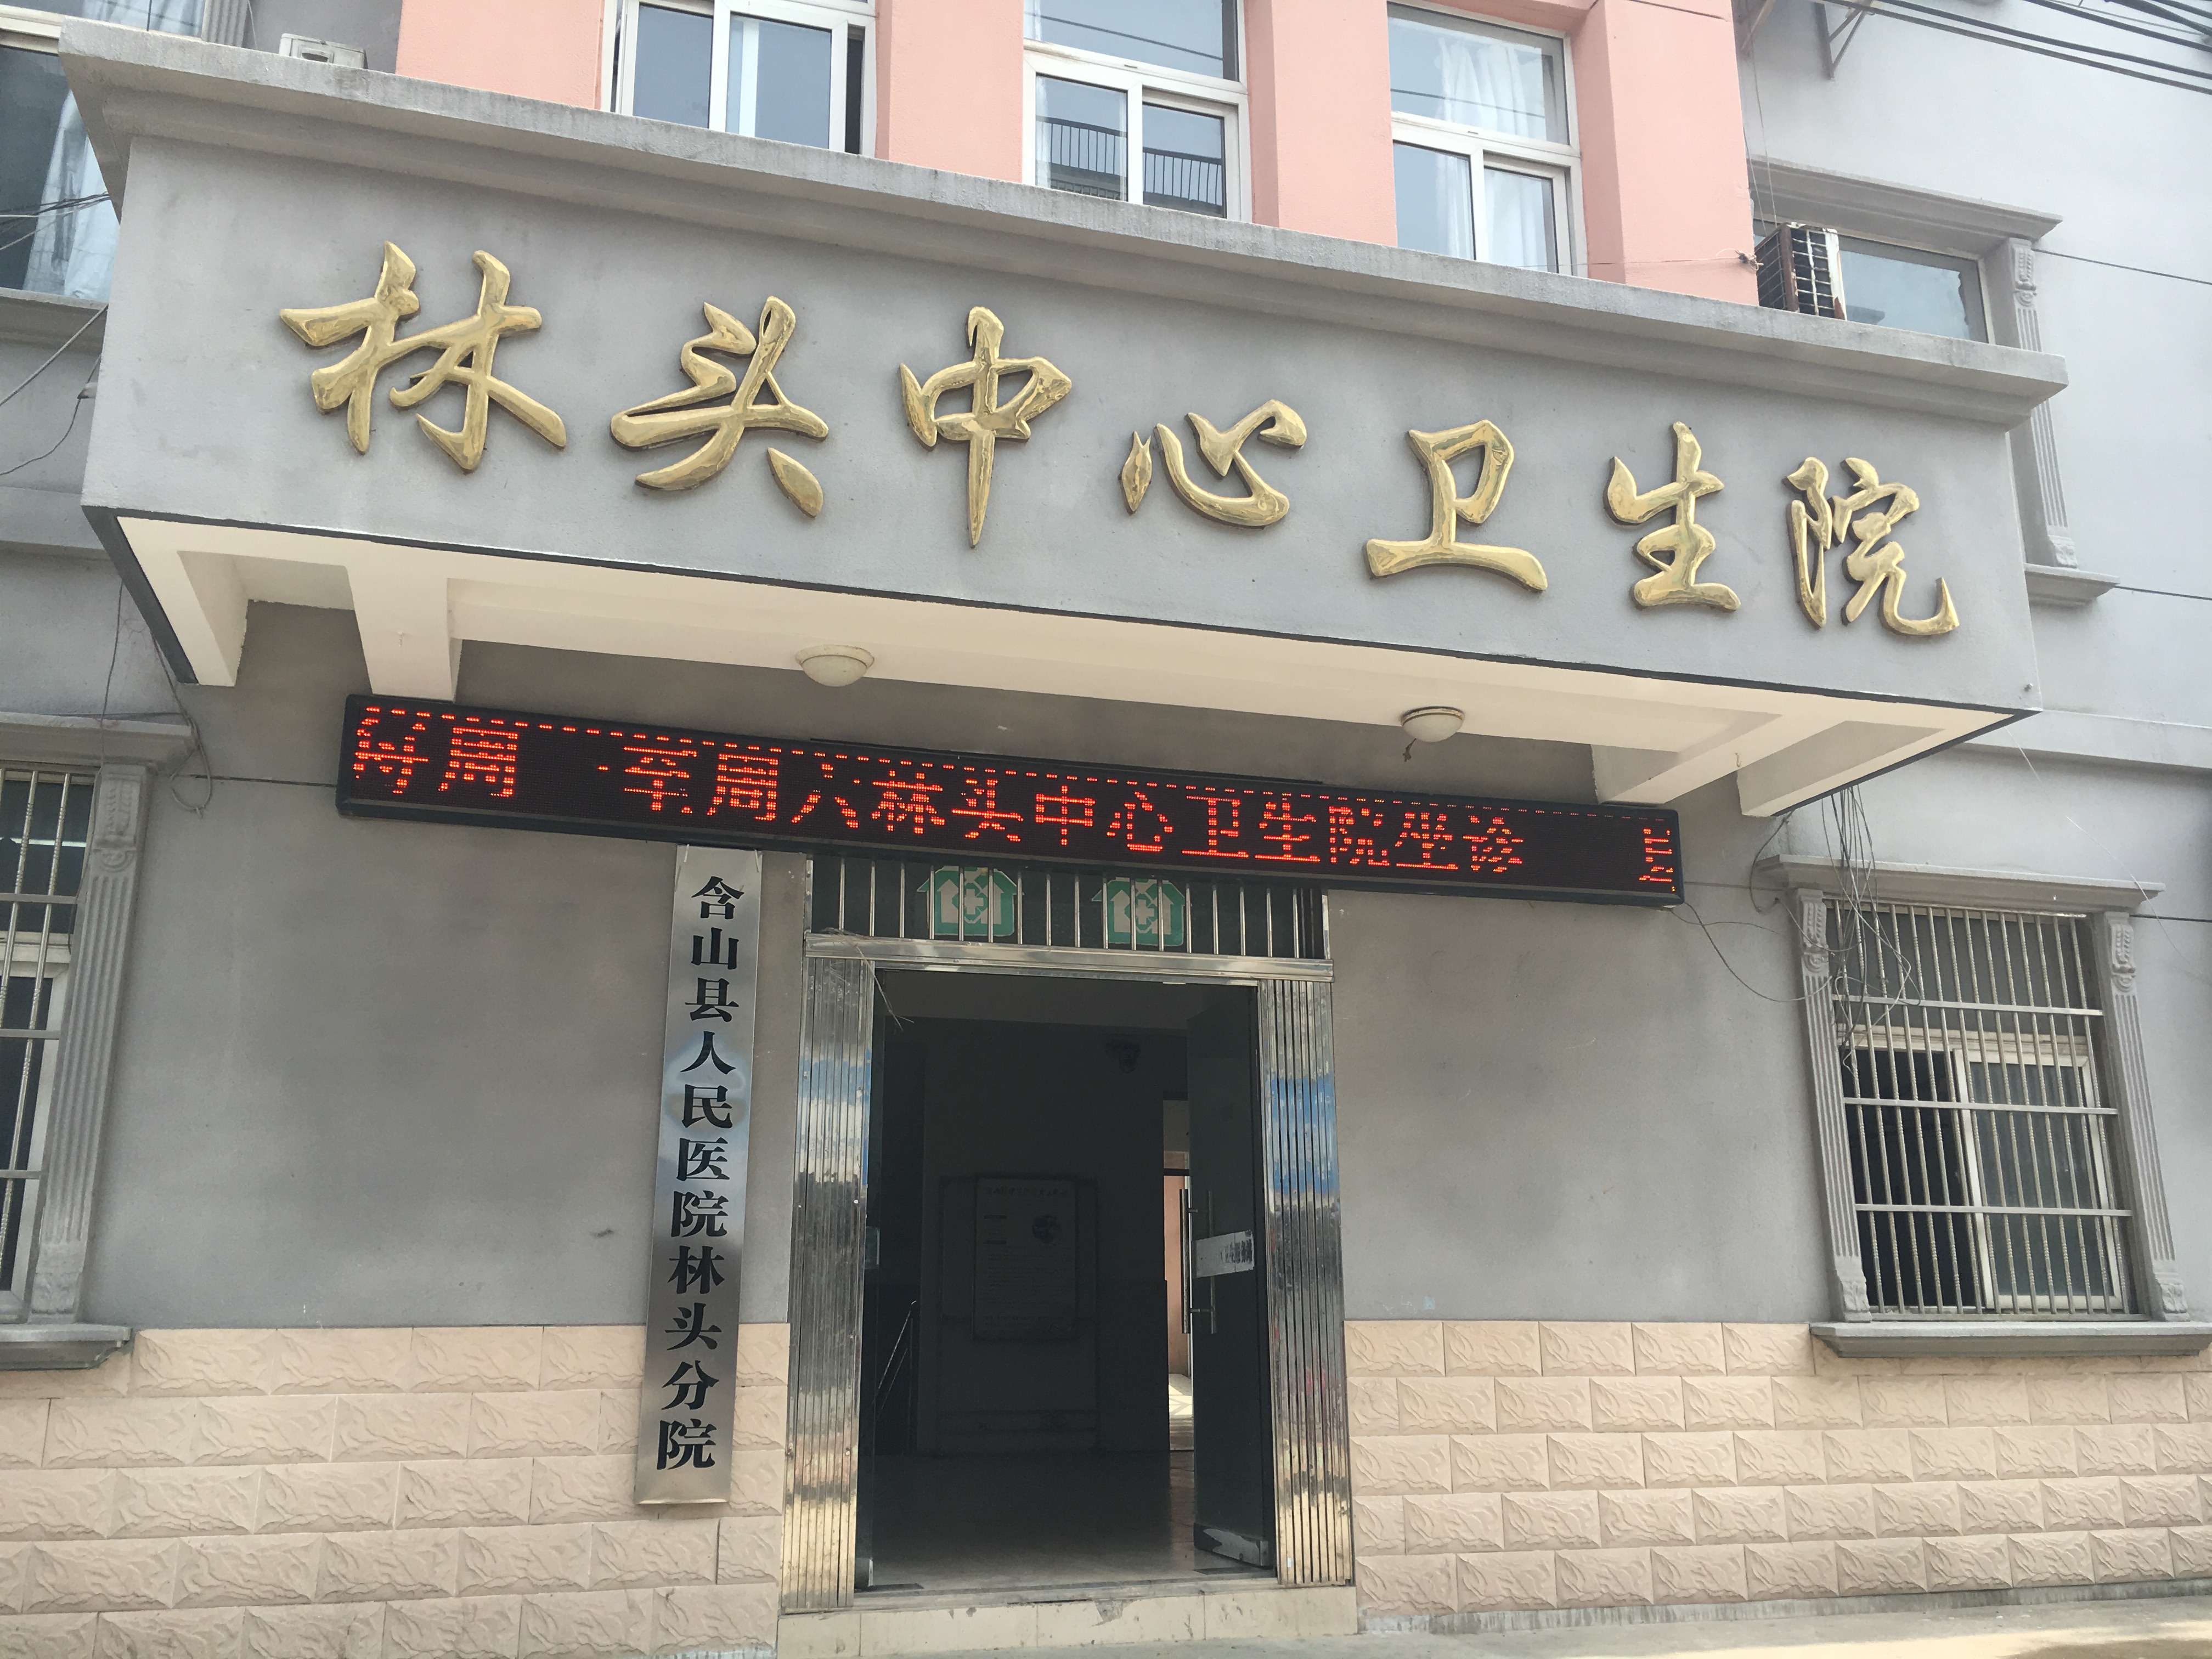 林头中心卫生院
每周一至周六林头中心卫生院坐诊
含山县人民医院林头分院